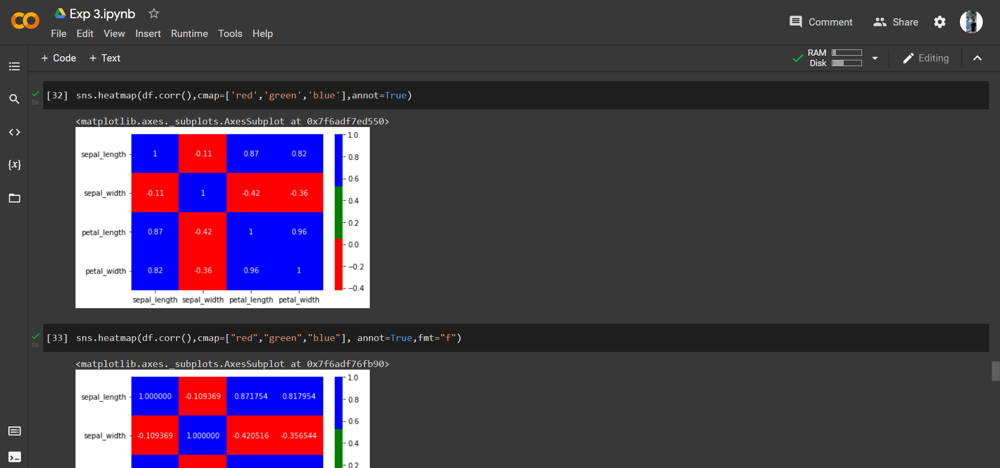 Exp 3.ipynb
File Edit View Insert Runtime Tools Help
Comment
Share
+ Code + Text
RAM
Disk
Editing
{x}
0s
[32] sns.heatmap(df.corr(),cmap=['red','green','blue'],annot=True)
<matplotlib.axes._subplots.AxesSubplot at 0x7f6adf7ed550>
sepal_length 1 -0.11 0.87 0.82
sepal_width -0.11 1 -0.42 -0.36
petal_length 0.87 -0.42 1 0.96
petal_width 0.82 -0.36 0.96 1
sepal_length sepal_width petal_length petal_width
1.0
0.8
0.6
0.4
0.2
0.0
−0.2
−0.4
0s
[33] sns.heatmap(df.corr(),cmap=["red","green","blue"], annot=True,fmt="f")
<matplotlib.axes._subplots.AxesSubplot at 0x7f6adf76fb90>
sepal_length 1.000000 -0.109369 0.871754 0.817954
sepal_width -0.109369 1.000000 -0.420516 -0.356544
1.0
0.8
0.6
0.4
0.2